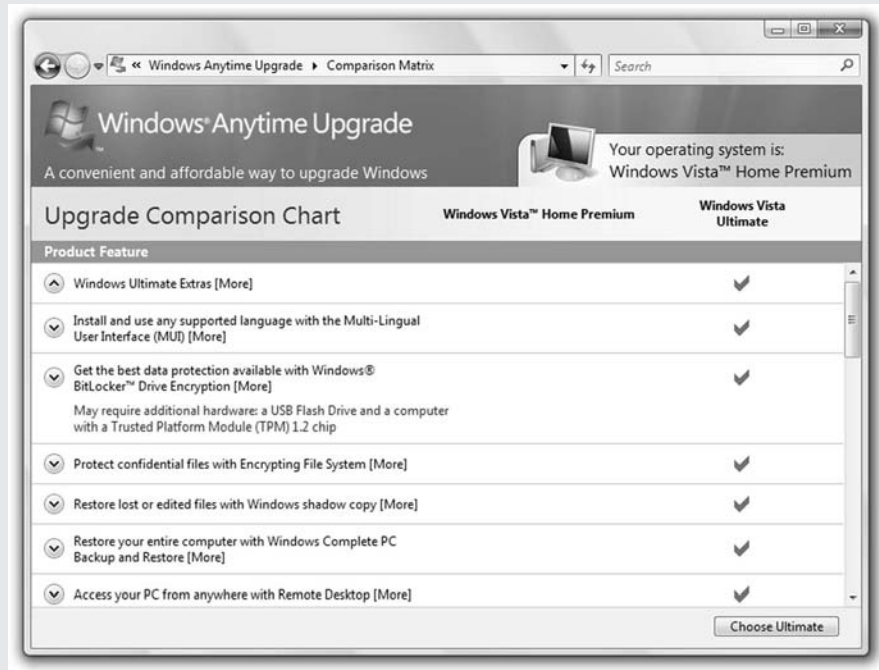 « Windows Anytime Upgrade ▸ Comparison Matrix
Search
Windows® Anytime Upgrade
A convenient and affordable way to upgrade Windows
Your operating system is:
Windows Vista™ Home Premium
Upgrade Comparison Chart
Windows Vista™ Home Premium
Windows Vista
Ultimate
Product Feature
Windows Ultimate Extras [More]
Install and use any supported language with the Multi-Lingual
User Interface (MUI) [More]
Get the best data protection available with Windows®
BitLocker™ Drive Encryption [More]
May require additional hardware: a USB Flash Drive and a computer
with a Trusted Platform Module (TPM) 1.2 chip
Protect confidential files with Encrypting File System [More]
Restore lost or edited files with Windows shadow copy [More]
Restore your entire computer with Windows Complete PC
Backup and Restore [More]
Access your PC from anywhere with Remote Desktop [More]
Choose Ultimate